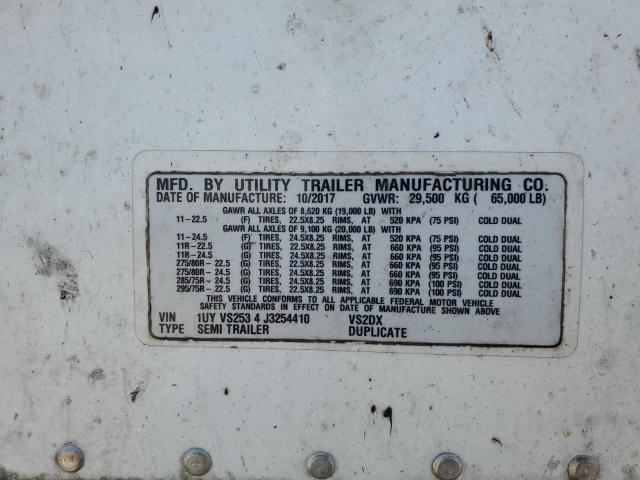 MFD. BY UTILITY TRAILER MANUFACTURING CO.
DATE OF MANUFACTURE: 10/2017 GVWR: 29,500 KG ( 65,000 LB)
GAWR ALL AXLES OF 8,620 KG (19,000 LB) WITH
11-22.5 (F) TIRES, 22.5X8.25 RIMS, AT 520 KPA (75 PSI) COLD DUAL
GAWR ALL AXLES OF 9,100 KG (20,000 LB) WITH
11-24.5 (F) TIRES, 24.5X8.25 RIMS, AT 520 KPA (75 PSI) COLD DUAL
11R-22.5 (G) TIRES, 22.5X8.25 RIMS, AT 660 KPA (95 PSI) COLD DUAL
11R-24.5 (G) TIRES, 24.5X8.25 RIMS, AT 660 KPA (95 PSI) COLD DUAL
275/80R-22.5 (G) TIRES, 22.5X8.25 RIMS, AT 660 KPA (95 PSI) COLD DUAL
275/80R-24.5 (G) TIRES, 24.5X8.25 RIMS, AT 660 KPA (95 PSI) COLD DUAL
285/75R-24.5 (G) TIRES, 24.5X8.25 RIMS, AT 690 KPA (100 PSI) COLD DUAL
295/75R-22.5 (G) TIRES, 22.5X8.25 RIMS, AT 690 KPA (100 PSI) COLD DUAL
THIS VEHICLE CONFORMS TO ALL APPLICABLE FEDERAL MOTOR VEHICLE
SAFETY STANDARDS IN EFFECT ON DATE OF MANUFACTURE SHOWN ABOVE
VIN 1UY VS253 4 J3254410 VS2DX
TYPE SEMI TRAILER DUPLICATE